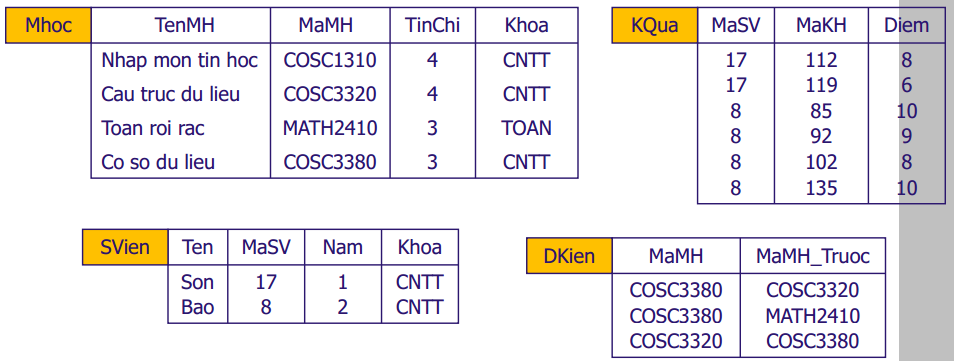 Mhoc TenMH MaMH TinChi Khoa
Nhap mon tin hoc COSC1310 4 CNTT
Cau truc du lieu COSC3320 4 CNTT
Toan roi rac MATH2410 3 TOAN
Co so du lieu COSC3380 3 CNTT
KQua MaSV MaKH Diem
17 112 8
17 119 6
8 85 10
8 92 9
8 102 8
8 135 10
SVien Ten MaSV Nam Khoa
Son 17 1 CNTT
Bao 8 2 CNTT
DKien MaMH MaMH_Truoc
COSC3380 COSC3320
COSC3380 MATH2410
COSC3320 COSC3380